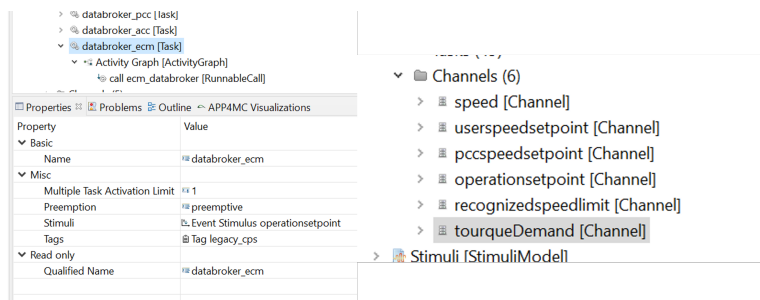 databroker_pcc [Task]
databroker_acc [Task]
databroker_ecm [Task]
Activity Graph [ActivityGraph]
call ecm_databroker [RunnableCall]
Properties
Problems
Outline
APP4MC Visualizations
Property Value
Basic
Name databroker_ecm
Misc
Multiple Task Activation Limit 1
Preemption preemptive
Stimuli Event Stimulus operationsetpoint
Tags Tag legacy_cps
Read only
Qualified Name databroker_ecm
Channels (6)
speed [Channel]
userspeedsetpoint [Channel]
pccspeedsetpoint [Channel]
operationsetpoint [Channel]
recognizedspeedlimit [Channel]
tourqueDemand [Channel]
Stimuli [StimuliModel]